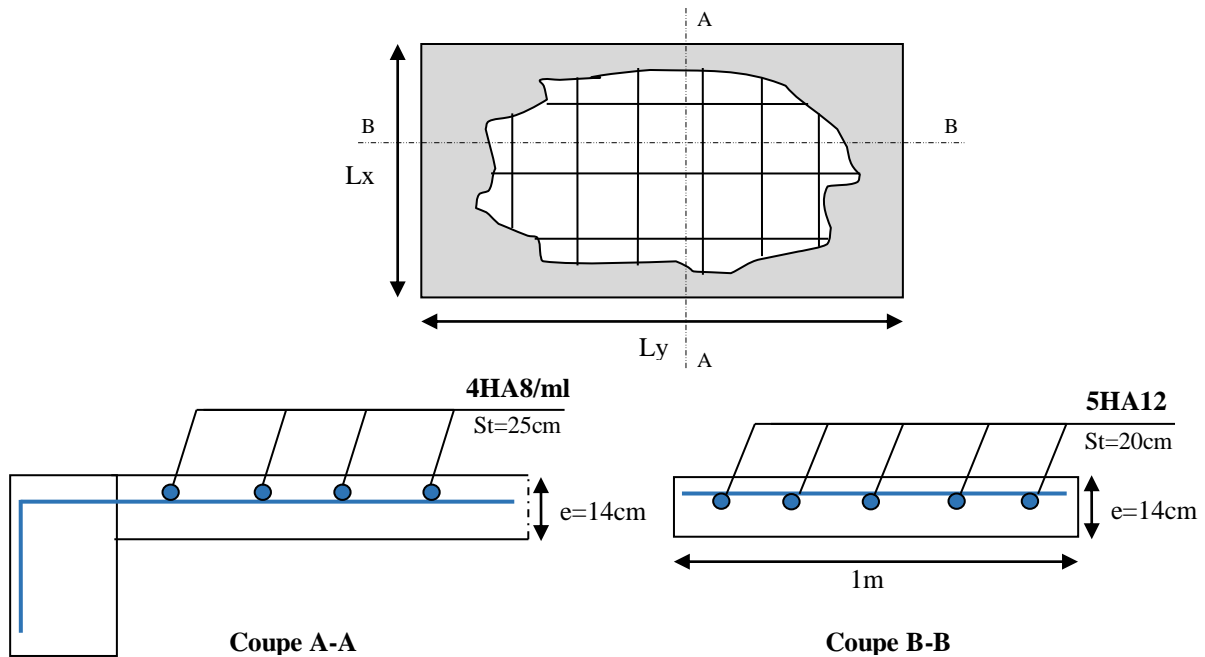 A
B
B
Lx
Ly
A
4HA8/ml
St=25cm
e=14cm
5HA12
St=20cm
e=14cm
1m
Coupe A-A
Coupe B-B